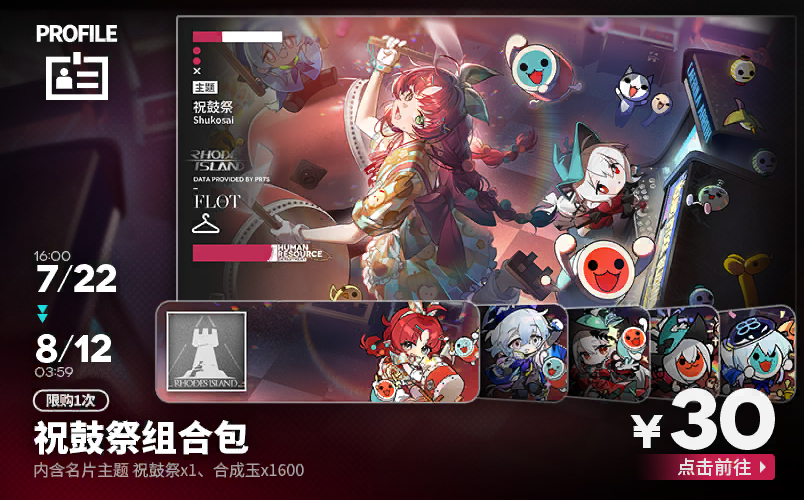 PROFILE
主题
祝鼓祭
Shukosai
RHODES
ISLAND
DATA PROVIDED BY PRTS
FLOT
HUMAN
RESOURCE
16:00
7/22
8/12
03:59
RHODES ISLAND
限购1次
祝鼓祭组合包
内含名片主题 祝鼓祭x1、合成玉x1600
¥30
点击前往